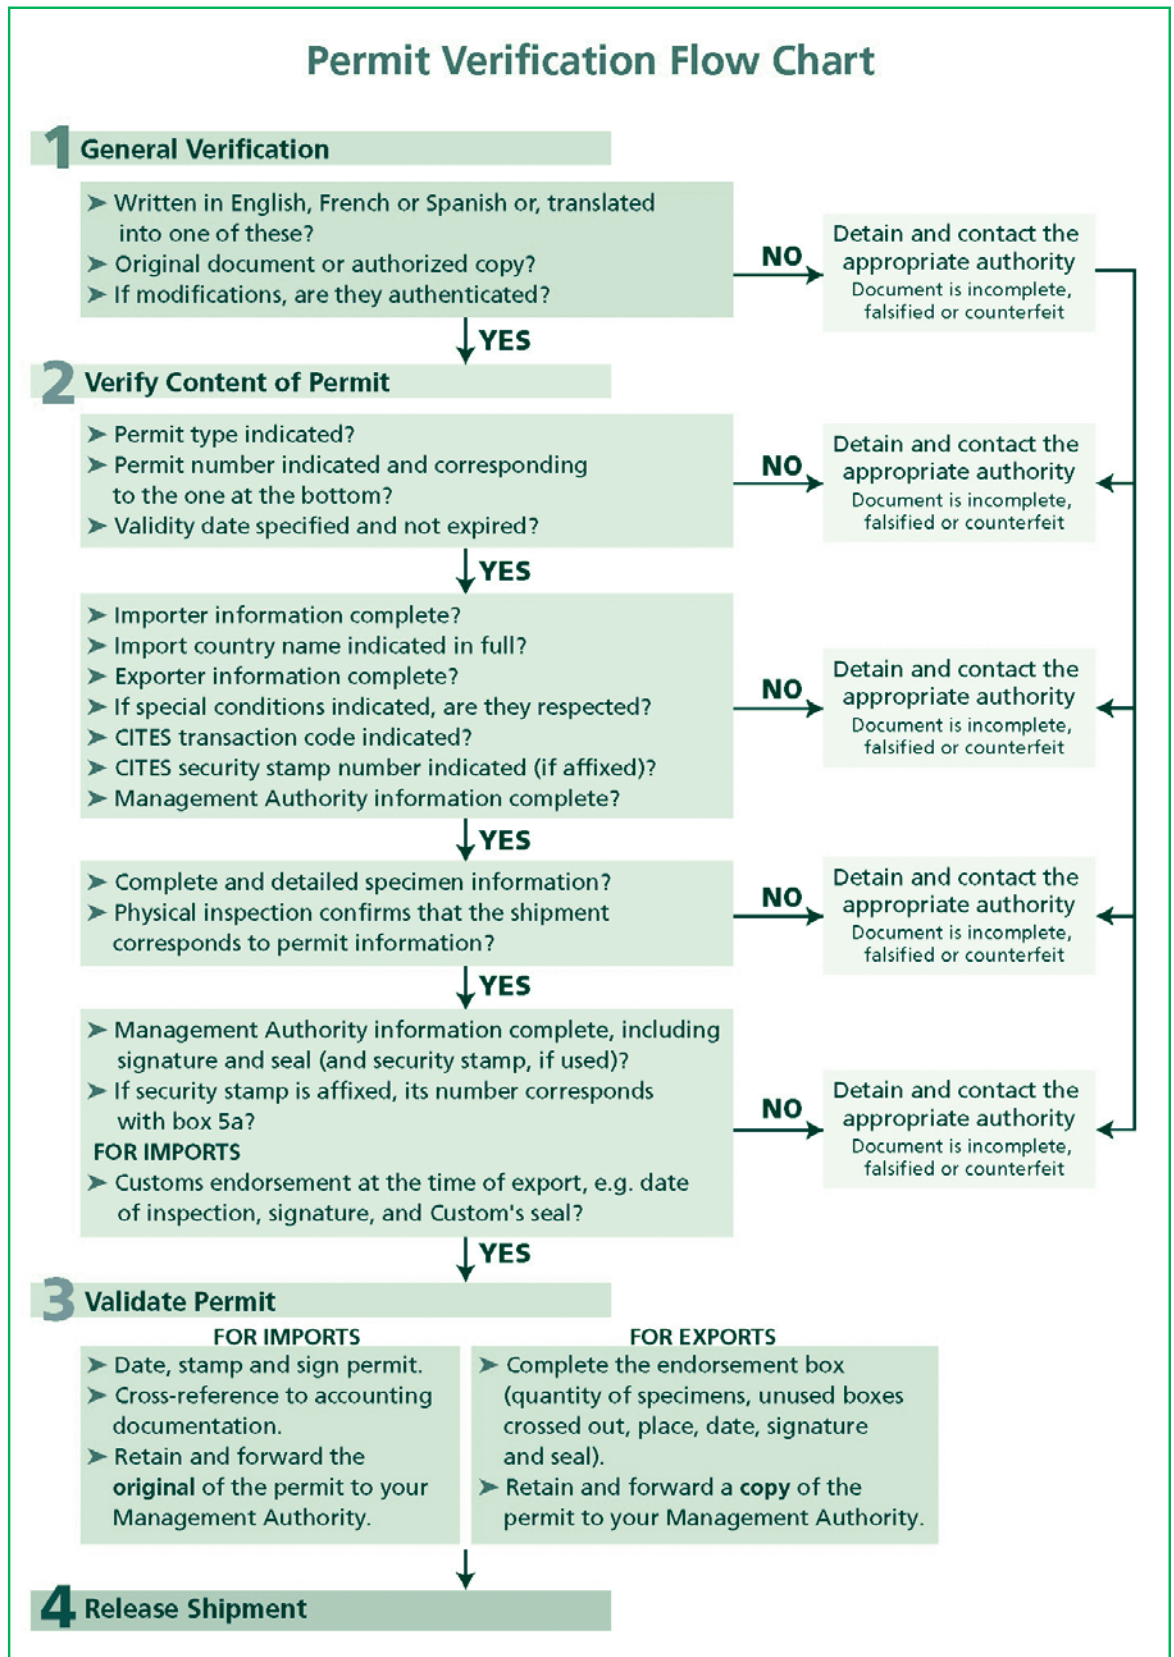 Permit Verification Flow Chart
1 General Verification
➤ Written in English, French or Spanish or, translated
into one of these?
➤ Original document or authorized copy?
➤ If modifications, are they authenticated?
NO
Detain and contact the
appropriate authority
Document is incomplete,
falsified or counterfeit
YES
2 Verify Content of Permit
➤ Permit type indicated?
➤ Permit number indicated and corresponding
to the one at the bottom?
➤ Validity date specified and not expired?
NO
Detain and contact the
appropriate authority
Document is incomplete,
falsified or counterfeit
YES
➤ Importer information complete?
➤ Import country name indicated in full?
➤ Exporter information complete?
➤ If special conditions indicated, are they respected?
➤ CITES transaction code indicated?
➤ CITES security stamp number indicated (if affixed)?
➤ Management Authority information complete?
NO
Detain and contact the
appropriate authority
Document is incomplete,
falsified or counterfeit
YES
➤ Complete and detailed specimen information?
➤ Physical inspection confirms that the shipment
corresponds to permit information?
NO
Detain and contact the
appropriate authority
Document is incomplete,
falsified or counterfeit
YES
➤ Management Authority information complete, including
signature and seal (and security stamp, if used)?
➤ If security stamp is affixed, its number corresponds
with box 5a?
FOR IMPORTS
➤ Customs endorsement at the time of export, e.g. date
of inspection, signature, and Custom's seal?
NO
Detain and contact the
appropriate authority
Document is incomplete,
falsified or counterfeit
YES
3 Validate Permit
FOR IMPORTS
➤ Date, stamp and sign permit.
➤ Cross-reference to accounting
documentation.
➤ Retain and forward the
original of the permit to your
Management Authority.
FOR EXPORTS
➤ Complete the endorsement box
(quantity of specimens, unused boxes
crossed out, place, date, signature
and seal).
➤ Retain and forward a copy of the
permit to your Management Authority.
4 Release Shipment